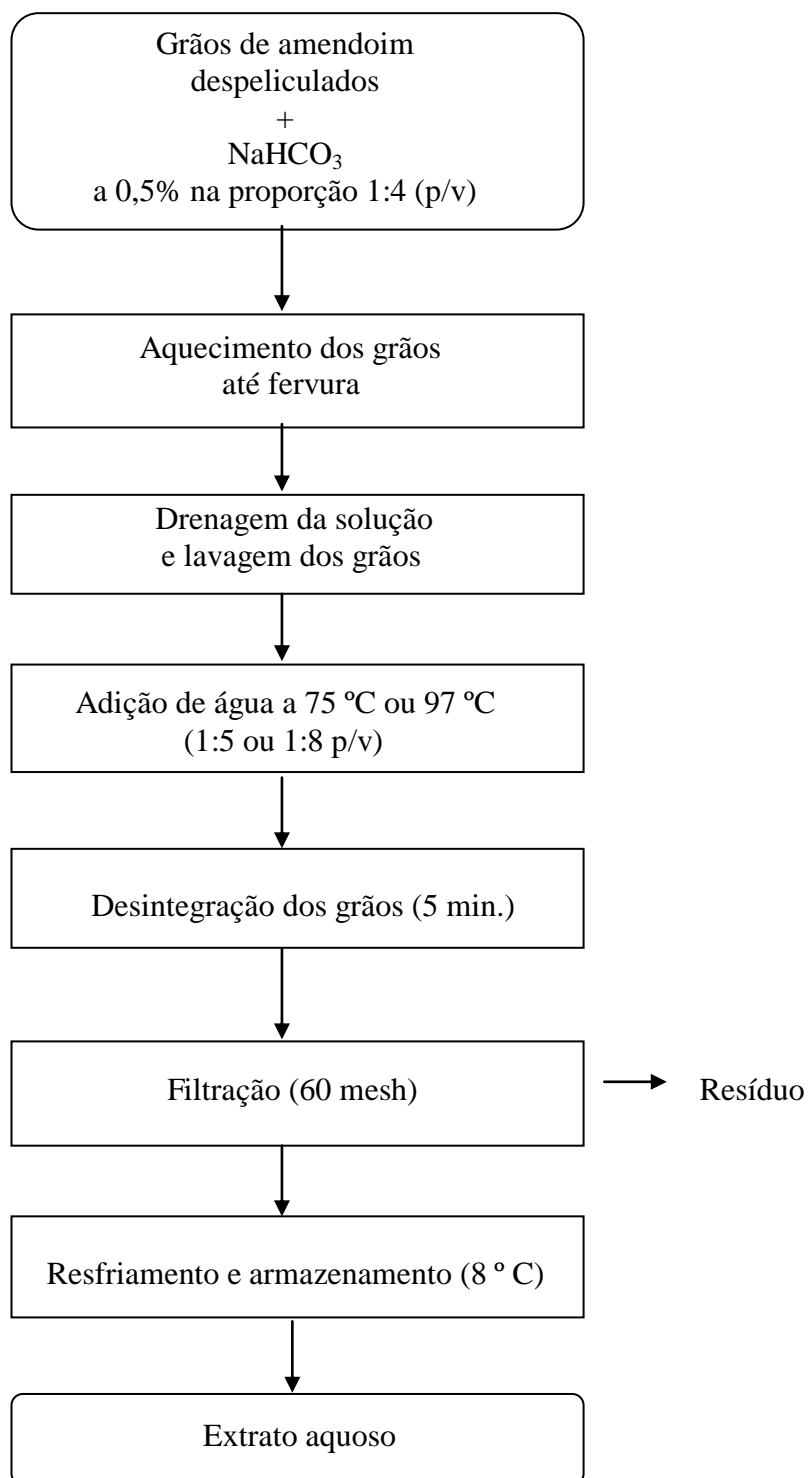 Grãos de amendoim
despeliculados
+
NaHCO₃
a 0,5% na proporção 1:4 (p/v)
Aquecimento dos grãos
até fervura
Drenagem da solução
e lavagem dos grãos
Adição de água a 75 ºC ou 97 ºC
(1:5 ou 1:8 p/v)
Desintegração dos grãos (5 min.)
Filtração (60 mesh)
Resíduo
Resfriamento e armazenamento (8 º C)
Extrato aquoso